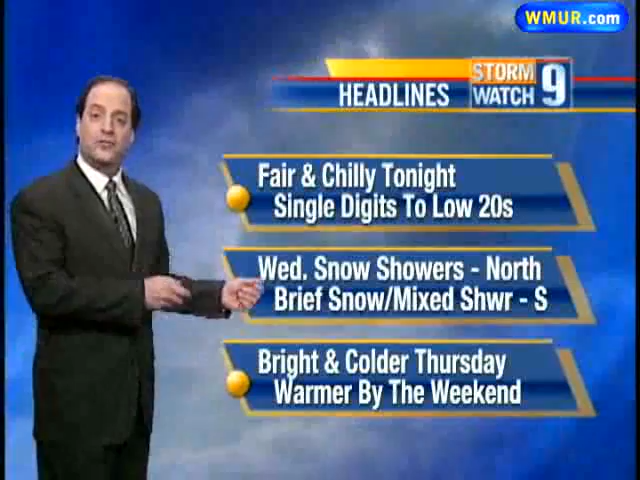 WMUR.com
HEADLINES
STORM
WATCH 9
Fair & Chilly Tonight
Single Digits To Low 20s
Wed. Snow Showers - North
Brief Snow/Mixed Shwr - S
Bright & Colder Thursday
Warmer By The Weekend